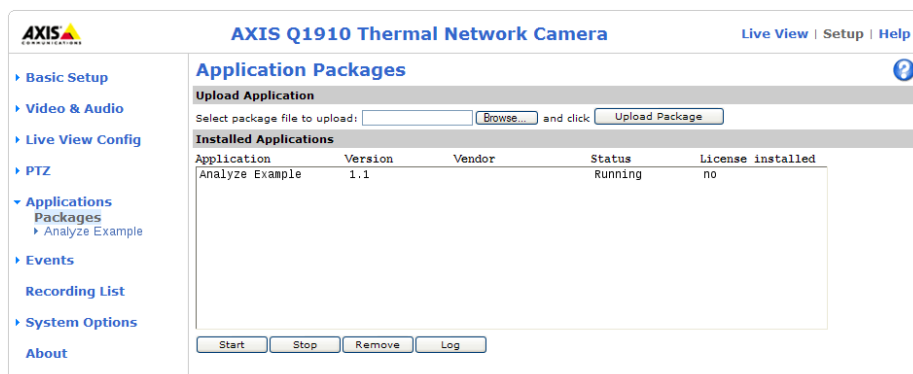 AXIS
COMMUNICATIONS
AXIS Q1910 Thermal Network Camera
Live View | Setup | Help
Basic Setup
Video & Audio
Live View Config
PTZ
Applications
Packages
Analyze Example
Events
Recording List
System Options
About
Application Packages
?
Upload Application
Select package file to upload: Browse... and click Upload Package
Installed Applications
Application Version Vendor Status License installed
Analyze Example 1.1 Running no
Start Stop Remove Log